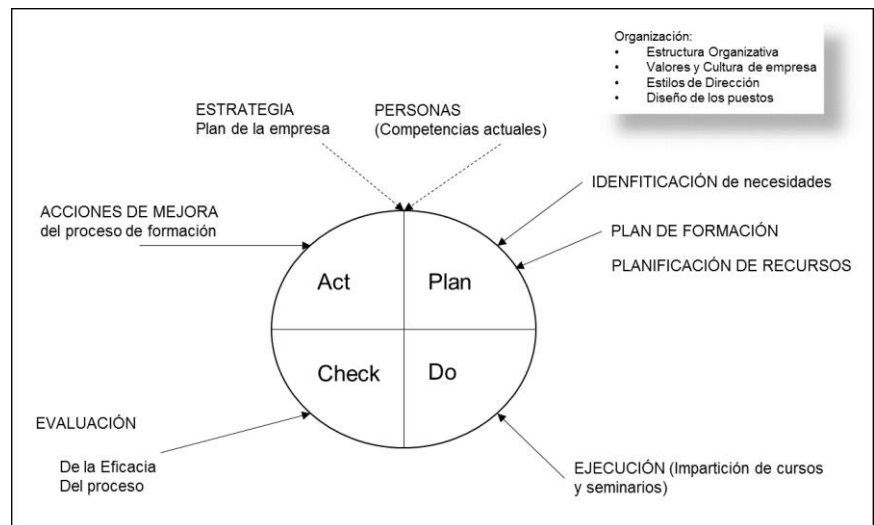 Organización:
• Estructura Organizativa
• Valores y Cultura de empresa
• Estilos de Dirección
• Diseño de los puestos
ESTRATEGIA
Plan de la empresa
PERSONAS
(Competencias actuales)
IDENFITICACIÓN de necesidades
ACCIONES DE MEJORA
del proceso de formación
PLAN DE FORMACIÓN
PLANIFICACIÓN DE RECURSOS
Act
Plan
Check
Do
EVALUACIÓN
De la Eficacia
Del proceso
EJECUCIÓN (Impartición de cursos
y seminarios)